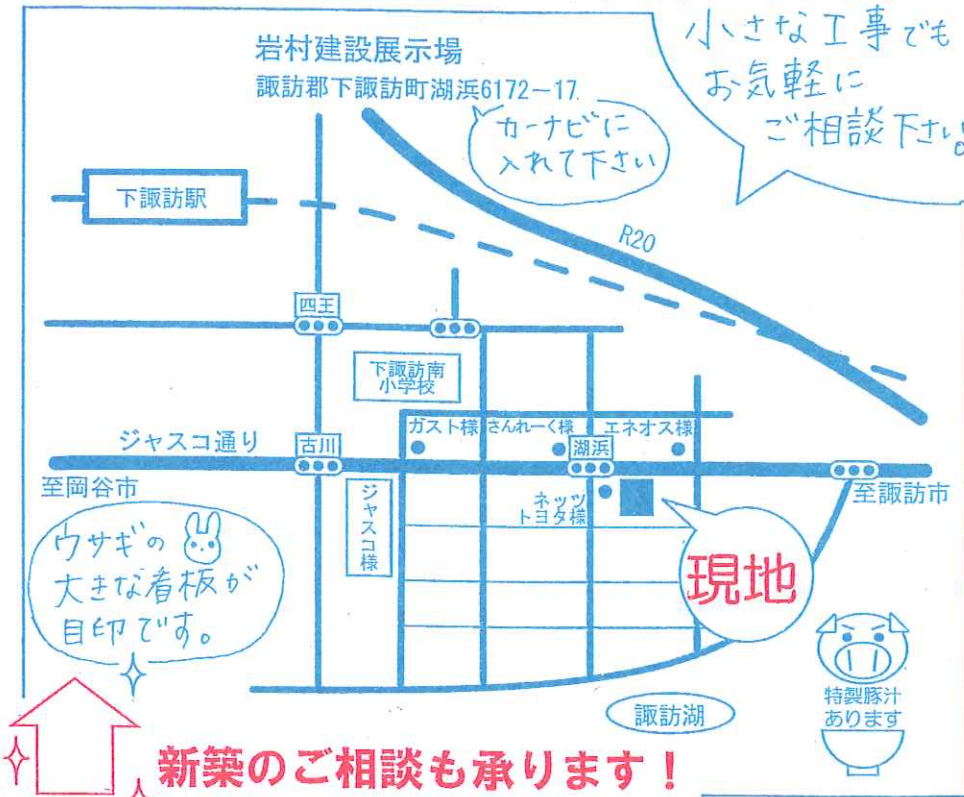 小さな工事でも
お気軽に
ご相談下さい。
岩村建設展示場
諏訪郡下諏訪町湖浜6172−17
カーナビに
入れて下さい
下諏訪駅
R20
四王
下諏訪南
小学校
ガスト様
さんれーく様
エネオス様
ジャスコ通り
古川
湖浜
至岡谷市
至諏訪市
ジャスコ様
ネッツ
トヨタ様
現地
ウサギの
大きな看板が
目印です。
特製豚汁
あります
諏訪湖
新築のご相談も承ります！